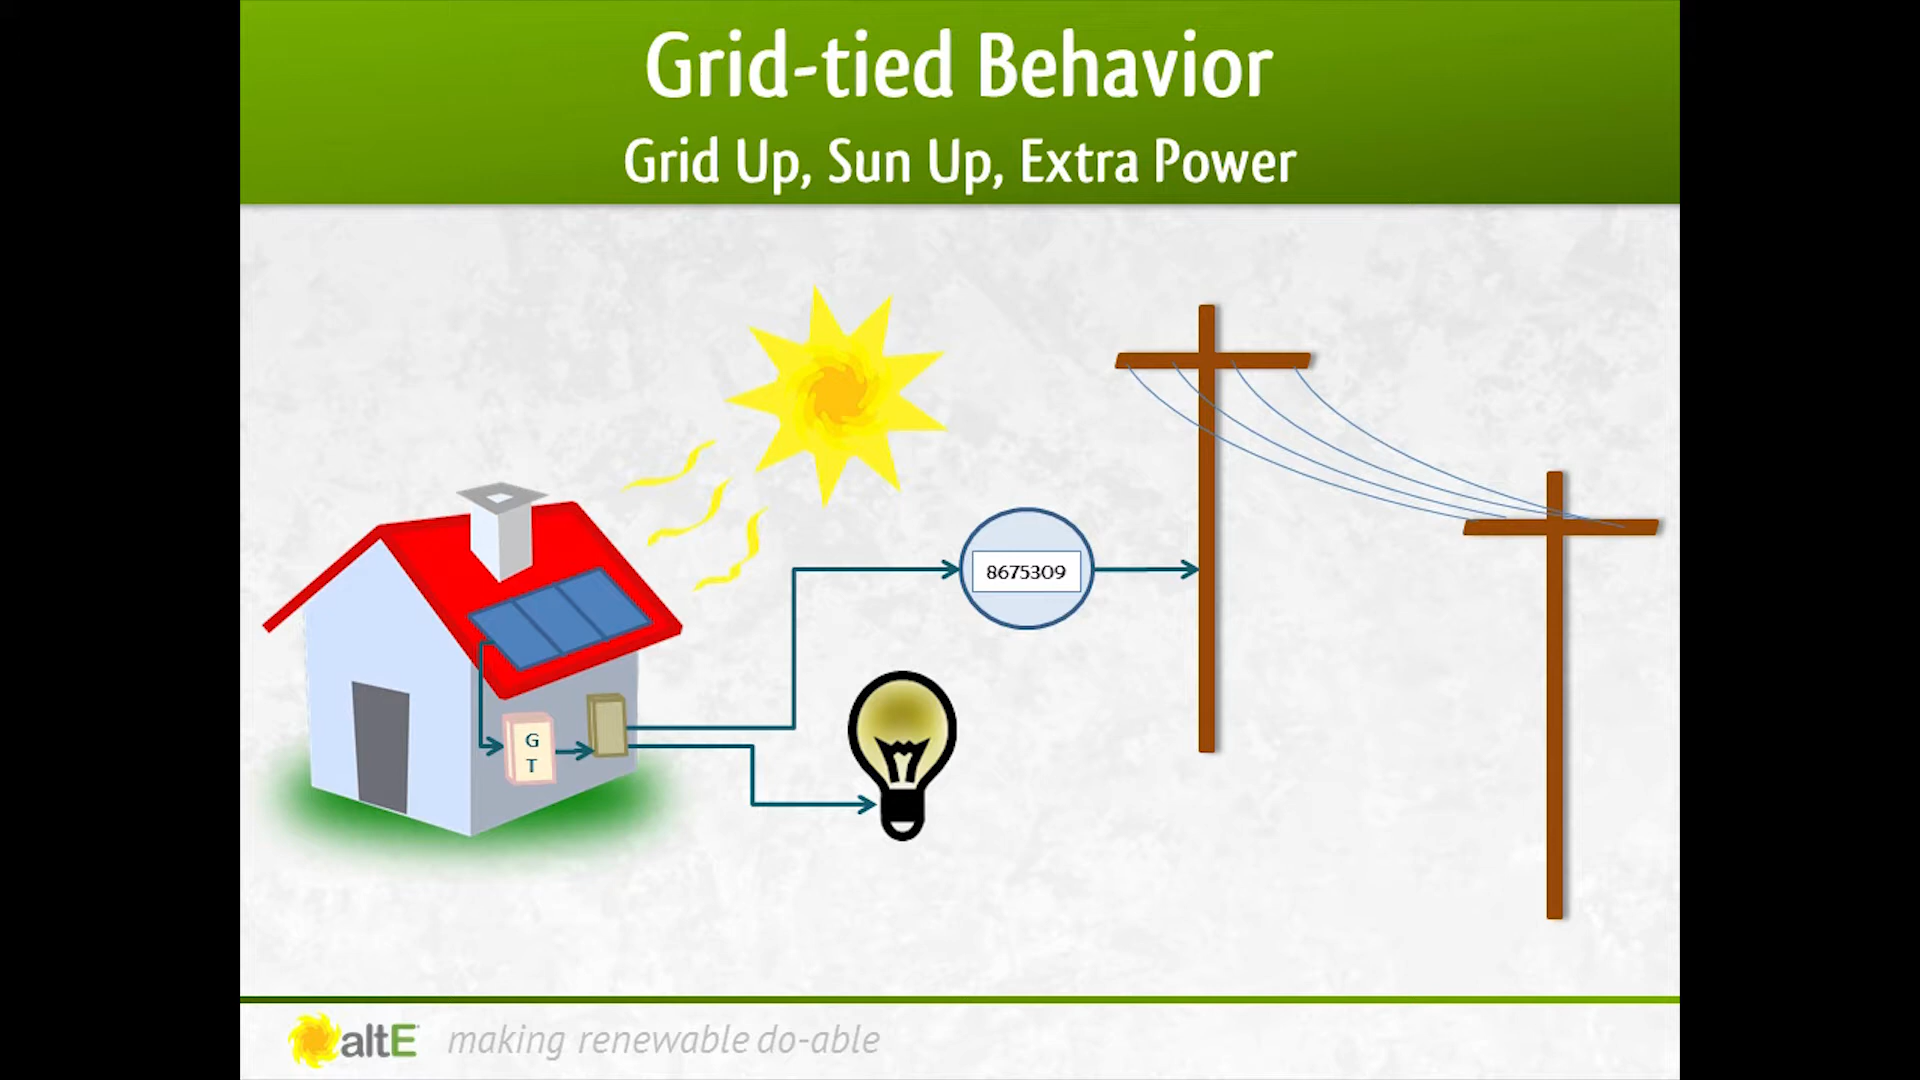 Grid-tied Behavior
Grid Up, Sun Up, Extra Power
8675309
G
T
altE making renewable do-able